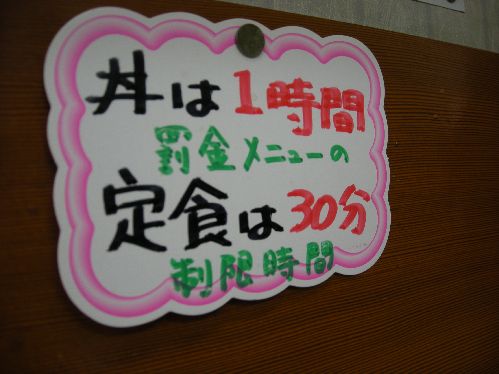 丼は1時間
罰金メニューの
定食は30分
制限時間